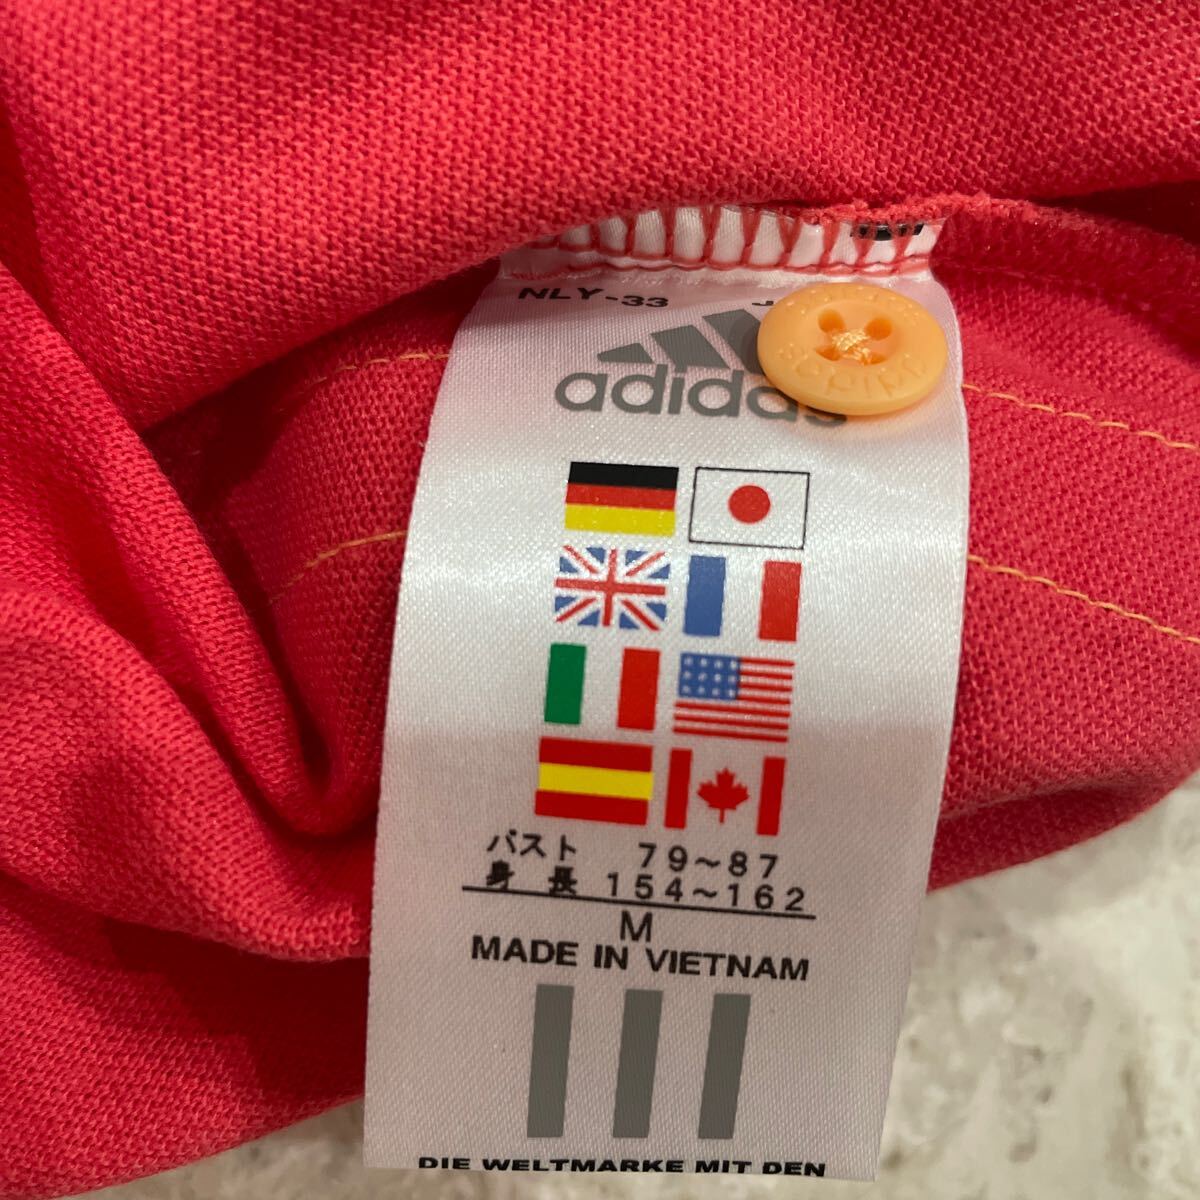 NLY-33 J
adidas
バスト 79～87
身長 154～162
M
MADE IN VIETNAM
DIE WELTMARKE MIT DEN